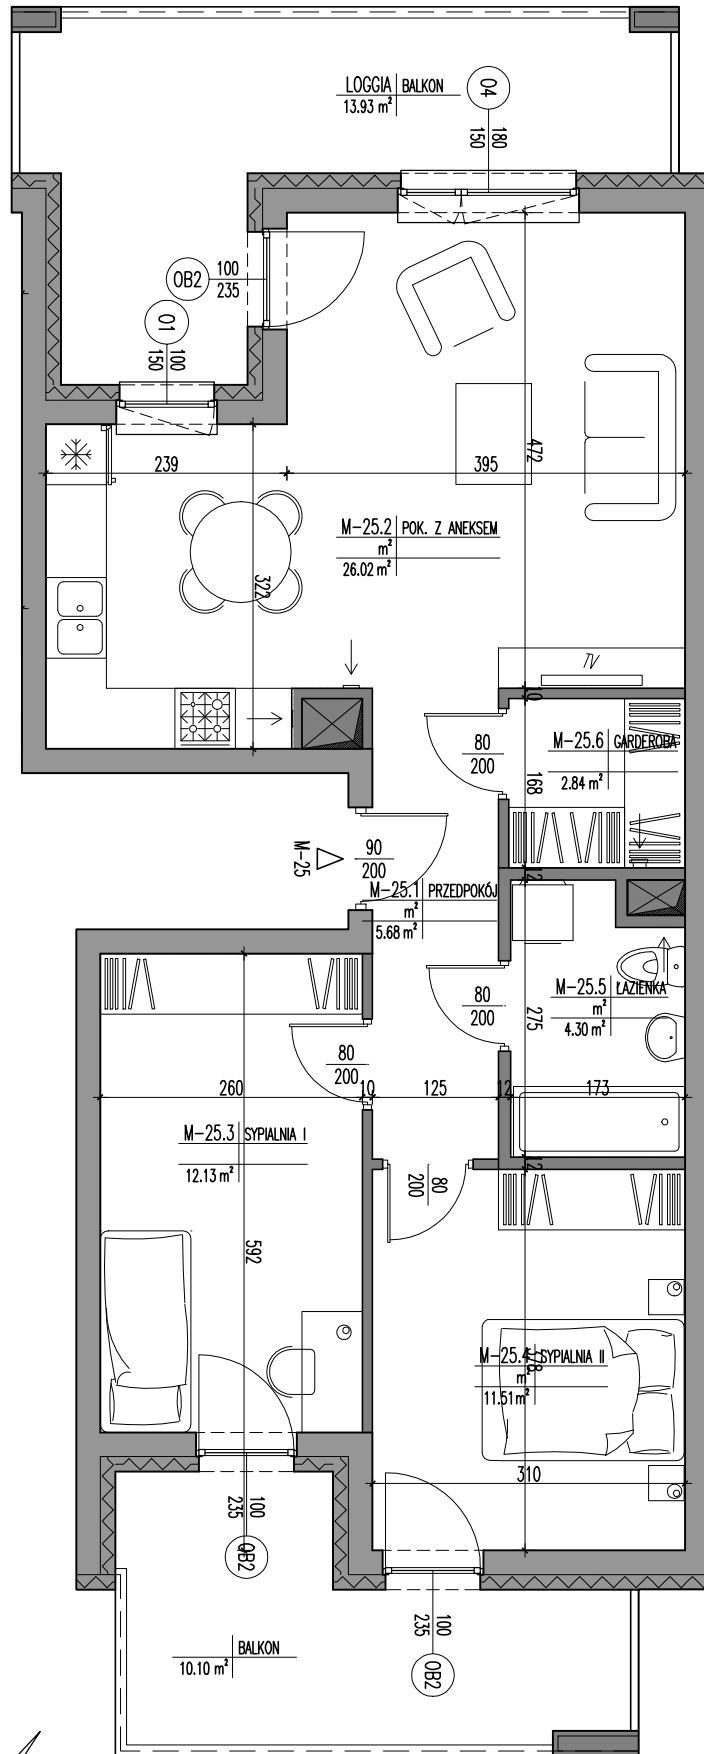 LOGGIA BALKON
13.93 m²
04
180
150
OB2
100
235
01
100
150
239
395
472
M-25.2 POK. Z ANEKSEM
m²
26.02 m²
322
TV
10
80
200
M-25.6 GARDEROBA
2.84 m²
168
M-25
90
200
12
M-25.1 PRZEDPOKÓJ
m²
5.68 m²
80
200
275
M-25.5 ŁAZIENKA
m²
4.30 m²
80
200
260
10
125
12
173
M-25.3 SYPIALNIA I
12.13 m²
80
200
12
592
M-25.4 SYPIALNIA II
m²
11.51 m²
378
310
100
235
OB2
100
235
OB2
BALKON
10.10 m²